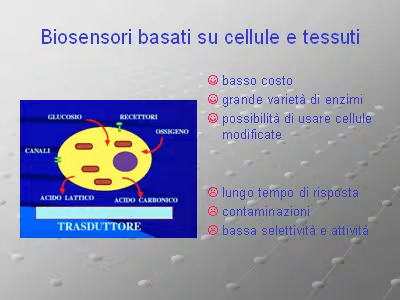 Biosensori basati su cellule e tessuti
basso costo
grande varietà di enzimi
possibilità di usare cellule
modificate
GLUCOSIO
RECETTORI
OSSIGENO
CANALI
ACIDO LATTICO
ACIDO CARBONICO
TRASDUTTORE
lungo tempo di risposta
contaminazioni
bassa selettività e attività